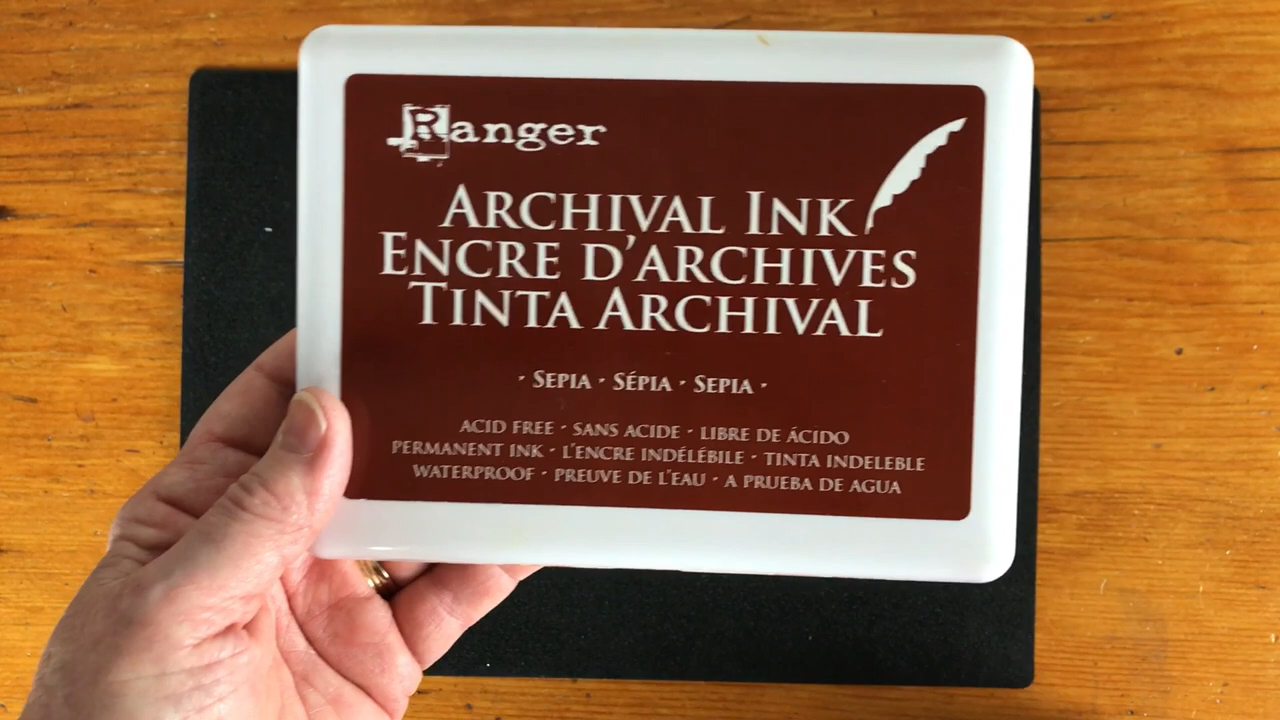 Ranger
ARCHIVAL INK
ENCRE D'ARCHIVES
TINTA ARCHIVAL
· SEPIA · SÉPIA · SEPIA ·
ACID FREE · SANS ACIDE · LIBRE DE ÁCIDO
PERMANENT INK · L'ENCRE INDÉLÉBILE · TINTA INDELEBLE
WATERPROOF · PREUVE DE L'EAU · A PRUEBA DE AGUA